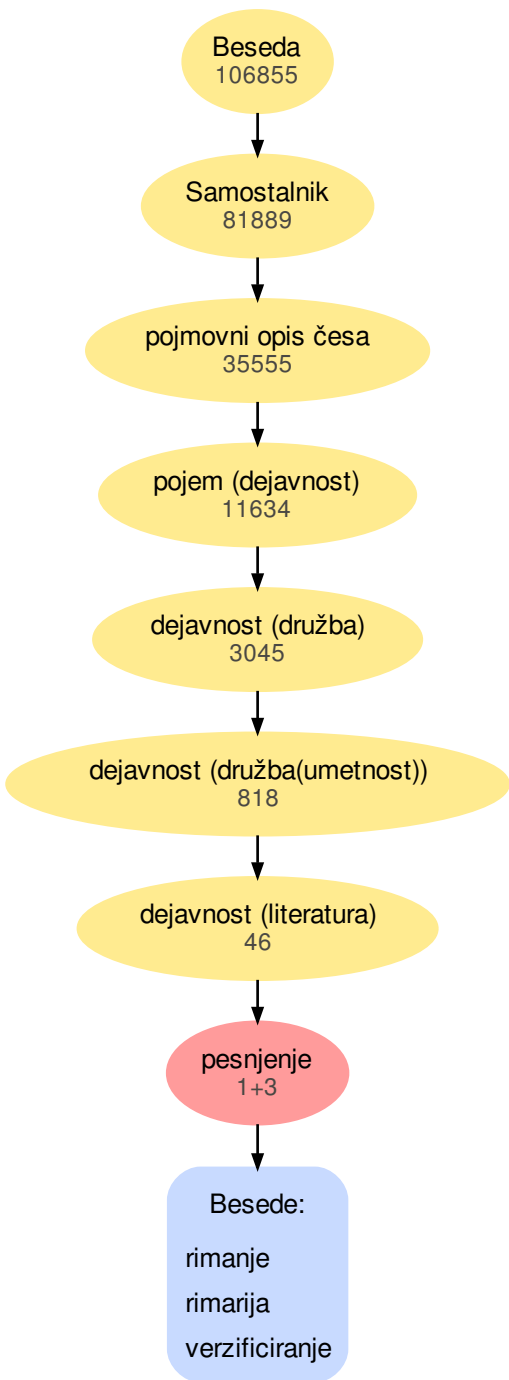 Beseda
106855
Samostalnik
81889
pojmovni opis česa
35555
pojem (dejavnost)
11634
dejavnost (družba)
3045
dejavnost (družba(umetnost))
818
dejavnost (literatura)
46
pesnjenje
1+3
Besede:
rimanje
rimarija
verzificiranje